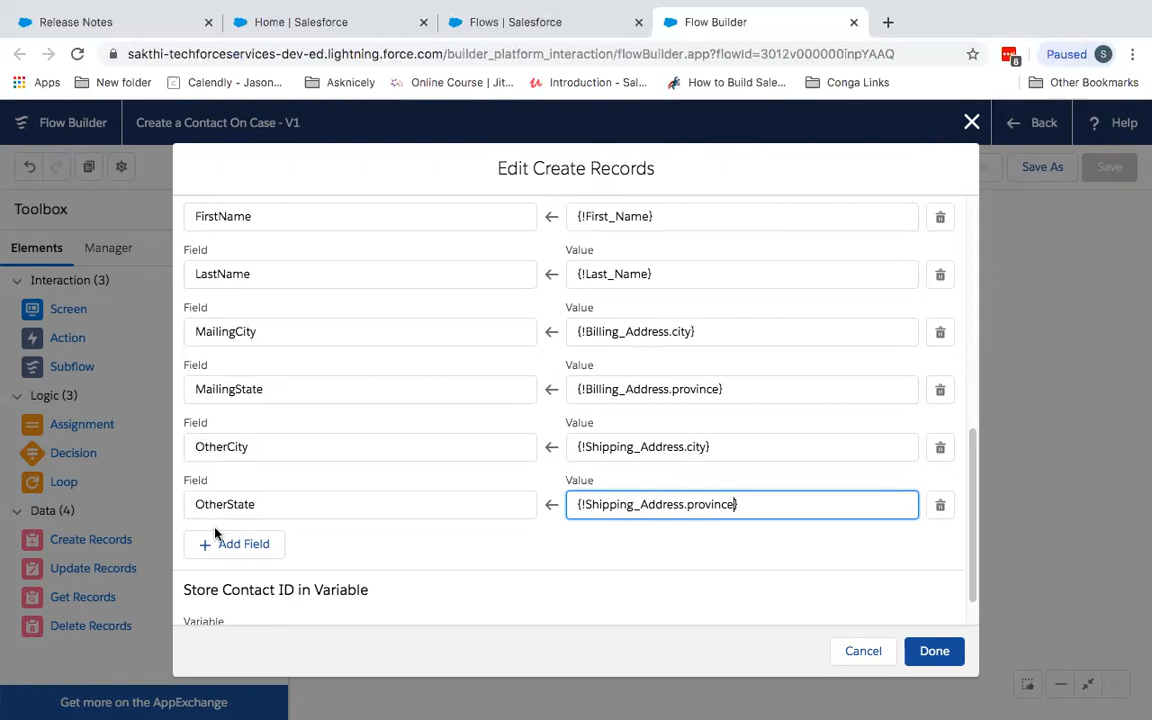 Release Notes
Home | Salesforce
Flows | Salesforce
Flow Builder
sakthi-techforceservices-dev-ed.lightning.force.com/builder_platform_interaction/flowBuilder.app?flowId=3012v000000inpYAAQ
8
Paused
S
Apps
New folder
Calendly - Jason...
Asknicely
Online Course | Jit...
Introduction - Sal...
How to Build Sale...
Conga Links
Other Bookmarks
Flow Builder
Create a Contact On Case - V1
Back
? Help
Save As
Save
Toolbox
Elements
Manager
Interaction (3)
Screen
Action
Subflow
Logic (3)
Assignment
Decision
Loop
Data (4)
Create Records
Update Records
Get Records
Delete Records
Get more on the AppExchange
Edit Create Records
FirstName
{!First_Name}
Field
Value
LastName
{!Last_Name}
Field
Value
MailingCity
{!Billing_Address.city}
Field
Value
MailingState
{!Billing_Address.province}
Field
Value
OtherCity
{!Shipping_Address.city}
Field
Value
OtherState
{!Shipping_Address.province}
+ Add Field
Store Contact ID in Variable
Variable
Cancel
Done